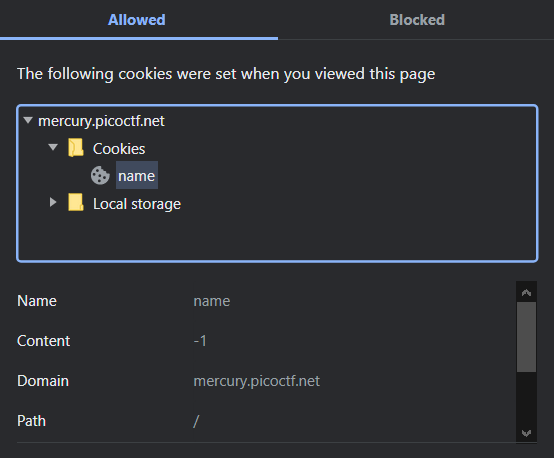 Allowed Blocked
The following cookies were set when you viewed this page
mercury.picoctf.net
Cookies
name
Local storage
Name name
Content -1
Domain mercury.picoctf.net
Path /